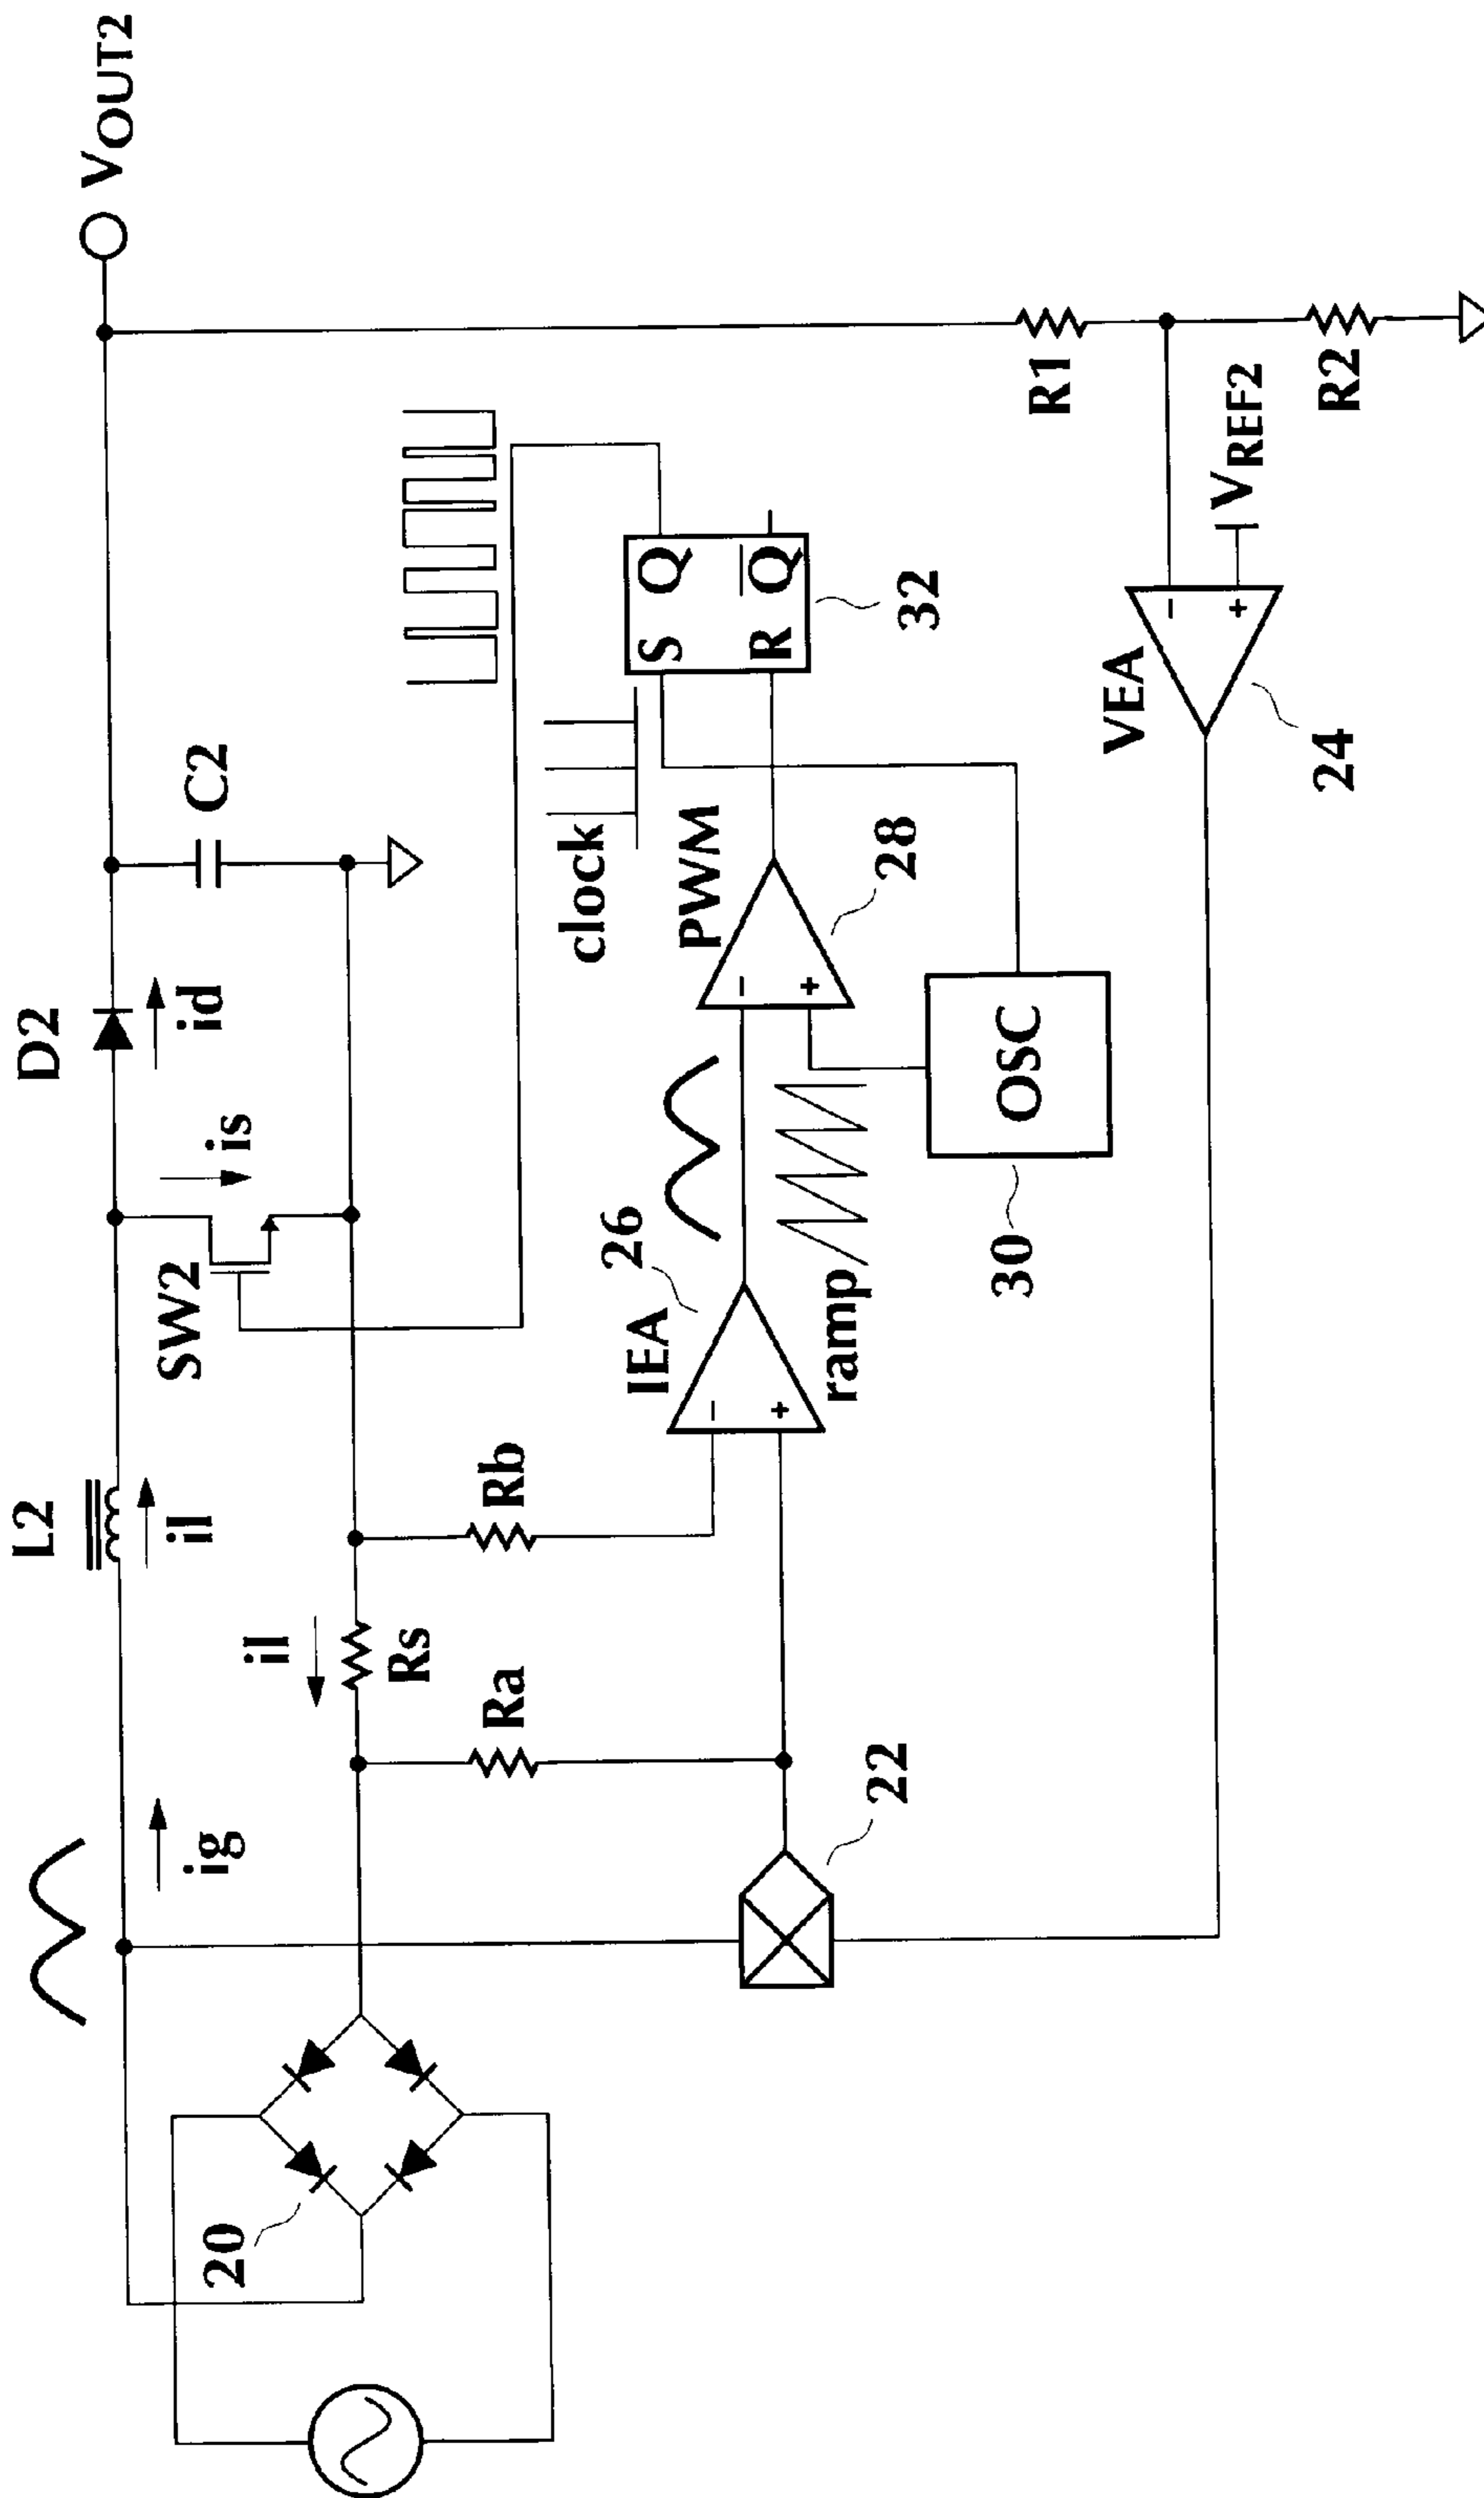 L2
D2
VOUT2
ig
il
SW2
is
id
C2
il
20
Rs
Ra
Rb
clock
IEA
26
PWM
S
Q
R
Q
32
-
+
-
+
28
ramp
22
30
OSC
R1
VEA
-
+
VREF2
24
R2